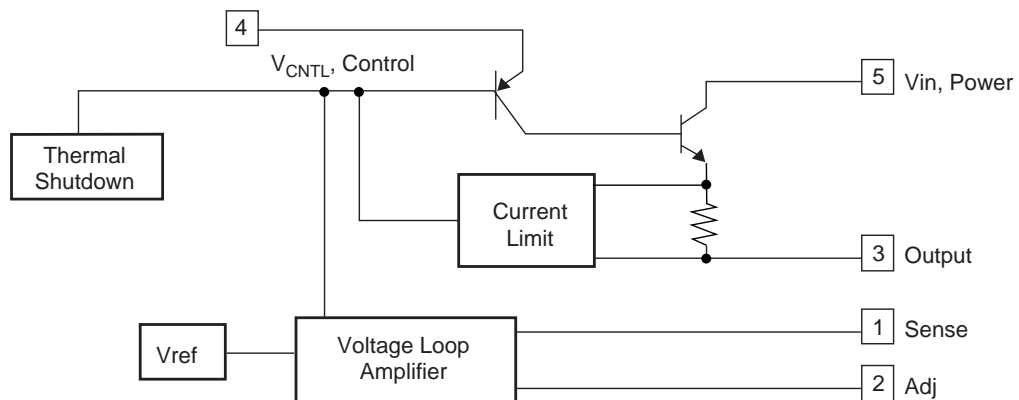 4
V_CNTL, Control
5 Vin, Power
Thermal
Shutdown
Current
Limit
3 Output
1 Sense
Vref
Voltage Loop
Amplifier
2 Adj